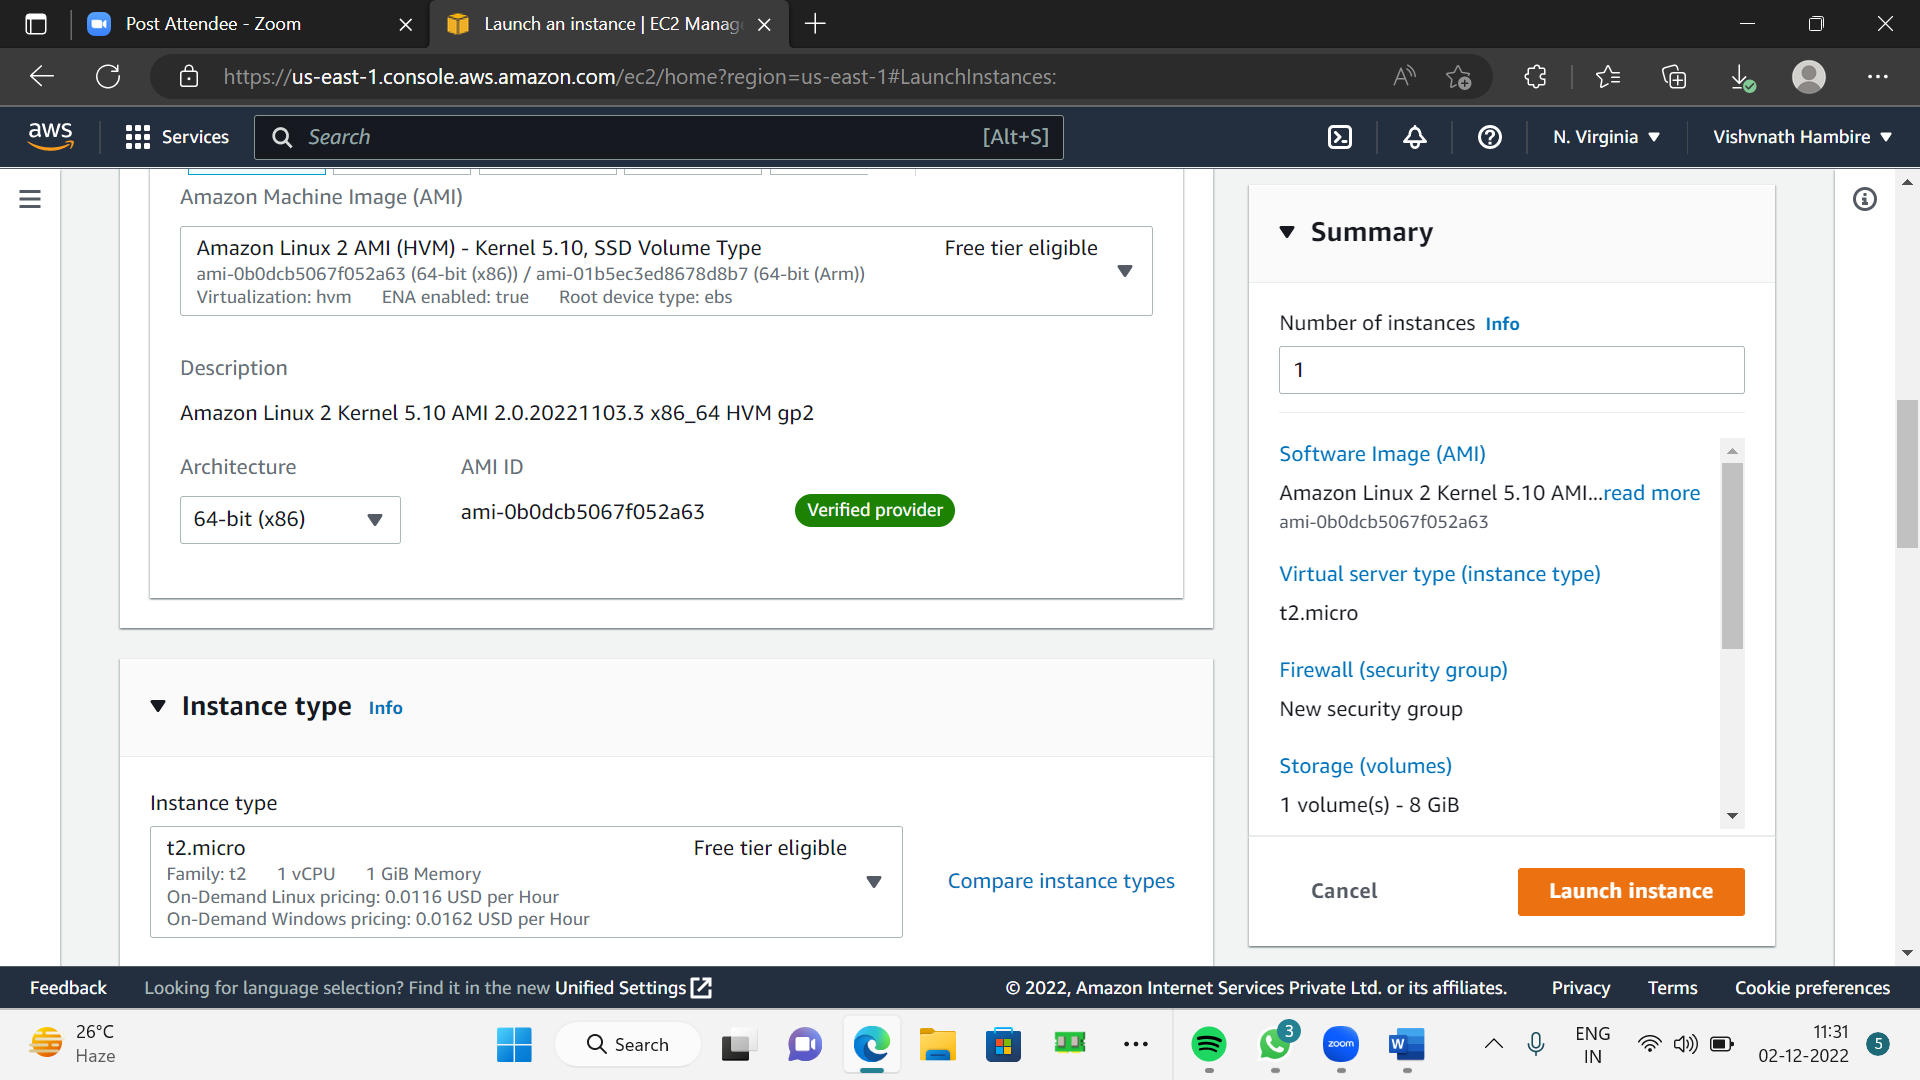 Post Attendee - Zoom
Launch an instance | EC2 Manag
https://us-east-1.console.aws.amazon.com/ec2/home?region=us-east-1#LaunchInstances:
aws
Services
Search
[Alt+S]
N. Virginia
Vishvnath Hambire
Amazon Machine Image (AMI)
Amazon Linux 2 AMI (HVM) - Kernel 5.10, SSD Volume Type
Free tier eligible
ami-0b0dcb5067f052a63 (64-bit (x86)) / ami-01b5ec3ed8678d8b7 (64-bit (Arm))
Virtualization: hvm ENA enabled: true Root device type: ebs
Description
Amazon Linux 2 Kernel 5.10 AMI 2.0.20221103.3 x86_64 HVM gp2
Architecture
AMI ID
64-bit (x86)
ami-0b0dcb5067f052a63
Verified provider
Instance type Info
Instance type
t2.micro
Free tier eligible
Family: t2 1 vCPU 1 GiB Memory
On-Demand Linux pricing: 0.0116 USD per Hour
On-Demand Windows pricing: 0.0162 USD per Hour
Compare instance types
Summary
Number of instances Info
1
Software Image (AMI)
Amazon Linux 2 Kernel 5.10 AMI...read more
ami-0b0dcb5067f052a63
Virtual server type (instance type)
t2.micro
Firewall (security group)
New security group
Storage (volumes)
1 volume(s) - 8 GiB
Cancel
Launch instance
Feedback
Looking for language selection? Find it in the new Unified Settings
© 2022, Amazon Internet Services Private Ltd. or its affiliates.
Privacy
Terms
Cookie preferences
26°C
Haze
Search
3
zoom
W
ENG
IN
11:31
02-12-2022
5